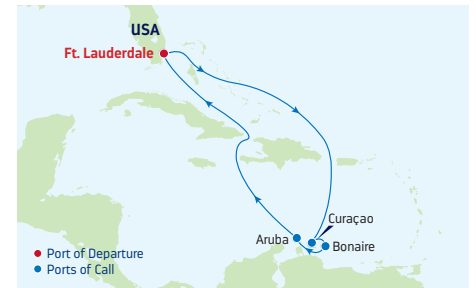 USA
Ft. Lauderdale
Curaçao
Aruba
Bonaire
Port of Departure
Ports of Call